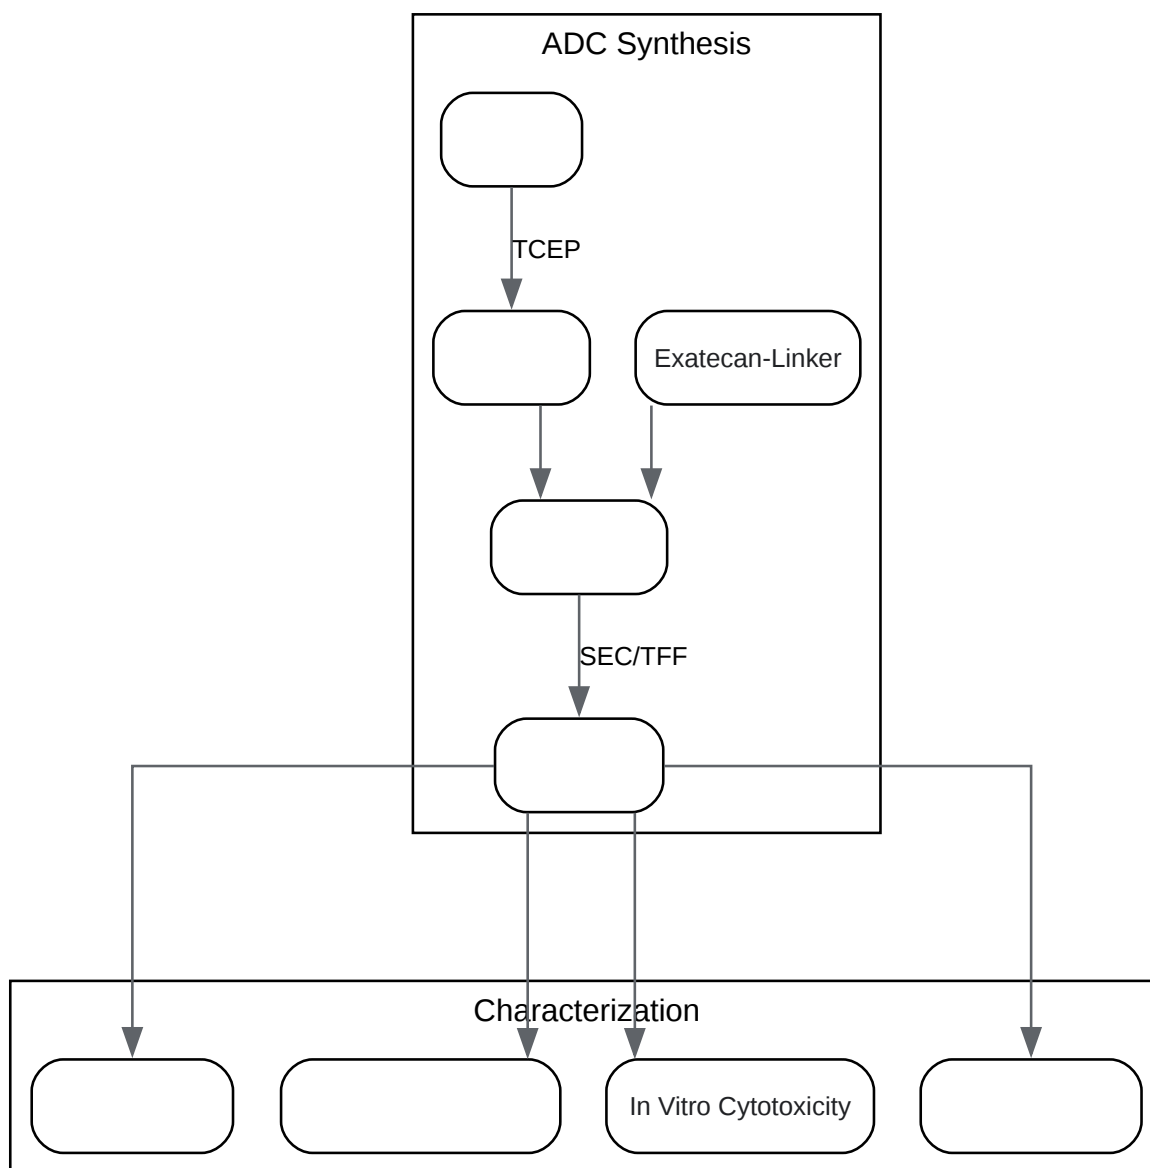 ADC Synthesis
TCEP
Exatecan-Linker
SEC/TFF
Characterization
In Vitro Cytotoxicity